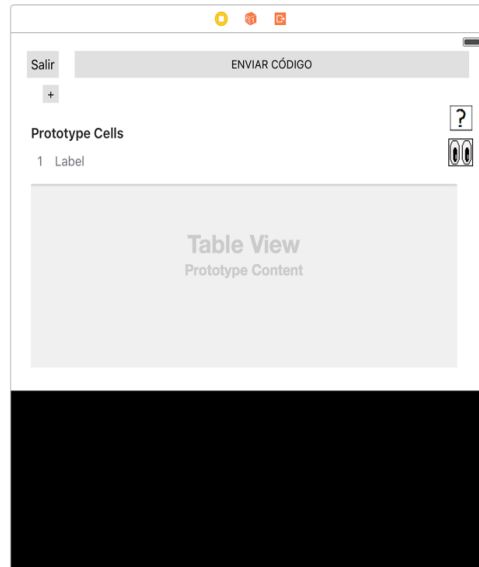 Salir
ENVIAR CÓDIGO
+
?
Prototype Cells
1 Label
Table View
Prototype Content